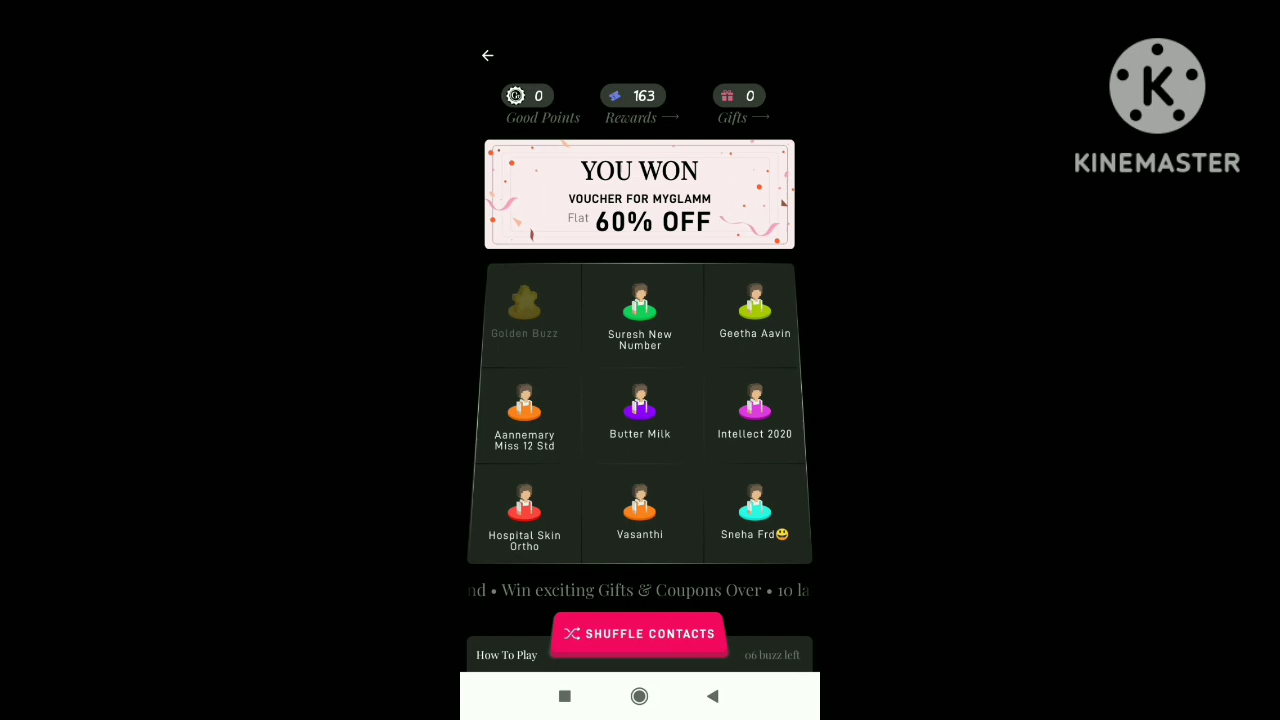 0
163
0
Good Points
Rewards →
Gifts →
YOU WON
VOUCHER FOR MYGLAMM
Flat 60% OFF
Golden Buzz
Suresh New
Number
Geetha Aavin
Aannemary
Miss 12 Std
Butter Milk
Intellect 2020
Hospital Skin
Ortho
Vasanthi
Sneha Frd😃
nd • Win exciting Gifts & Coupons Over • 10 la
SHUFFLE CONTACTS
How To Play
06 buzz left
K
KINEMASTER